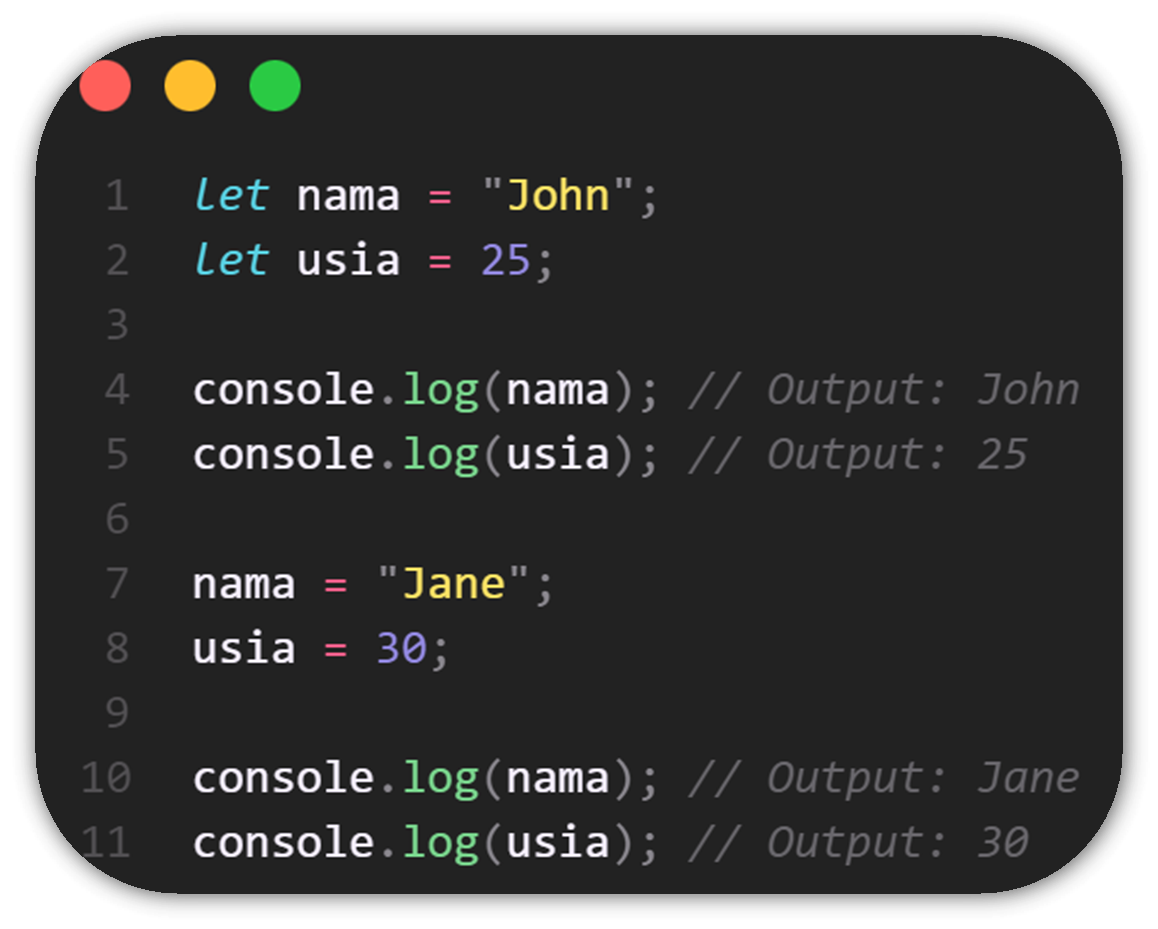 1 let nama = "John";
2 let usia = 25;
3
4 console.log(nama); // Output: John
5 console.log(usia); // Output: 25
6
7 nama = "Jane";
8 usia = 30;
9
10 console.log(nama); // Output: Jane
11 console.log(usia); // Output: 30